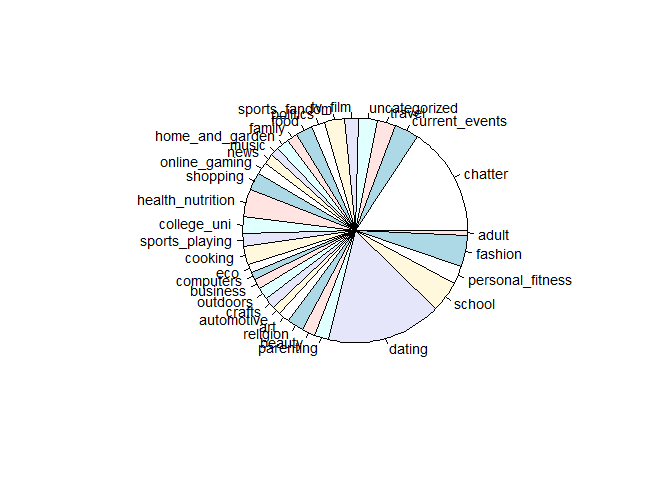 chatter
current_events
travel
uncategorized
tv_film
sports_fandom
politics
food
family
home_and_garden
music
news
online_gaming
shopping
health_nutrition
college_uni
sports_playing
cooking
eco
computers
business
outdoors
crafts
automotive
art
religion
beauty
parenting
dating
school
personal_fitness
fashion
adult